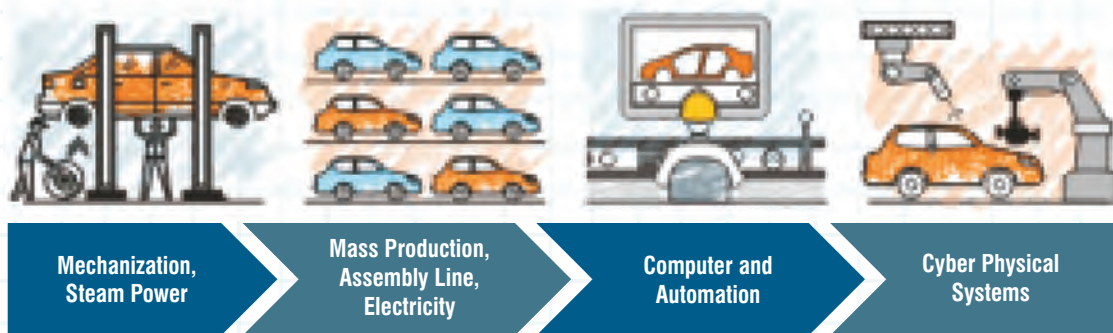 Mechanization,
Steam Power
Mass Production,
Assembly Line,
Electricity
Computer and
Automation
Cyber Physical
Systems